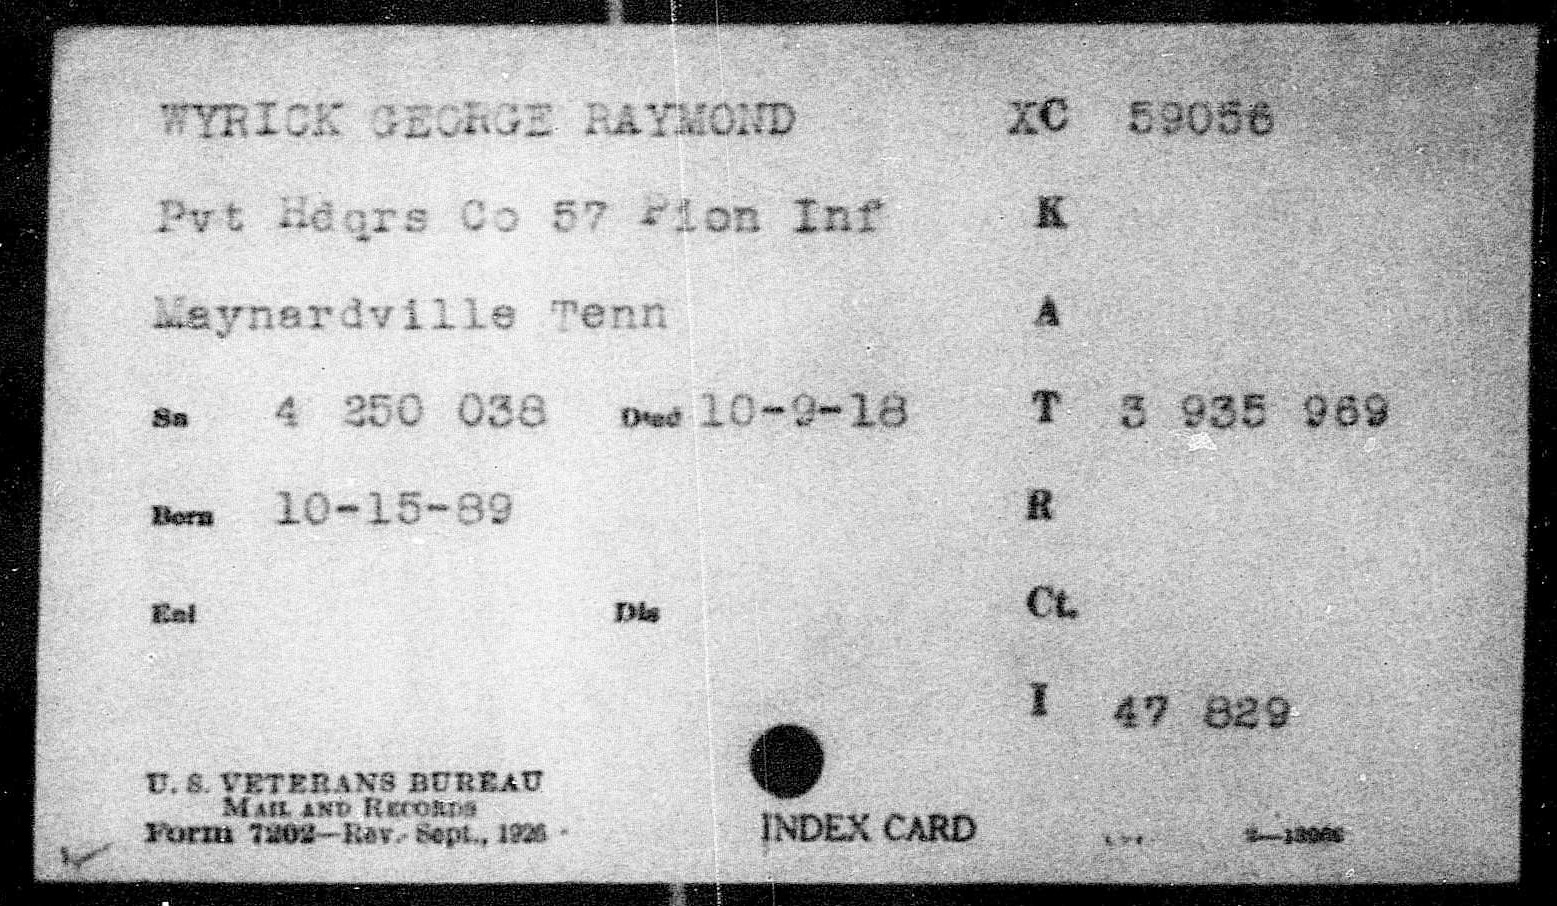 WYRICK GEORGE RAYMOND XC 59056
Pvt Hdqrs Co 57 Pion Inf K
Maynardville Tenn A
Sn 4 250 038 Dted 10-9-18 T 3 935 969
Born 10-15-89 R
Enl Dis Ct.
I 47 829
U. S. VETERANS BUREAU
MAIL AND RECORDS
Form 7202—Rev. Sept., 1926
INDEX CARD